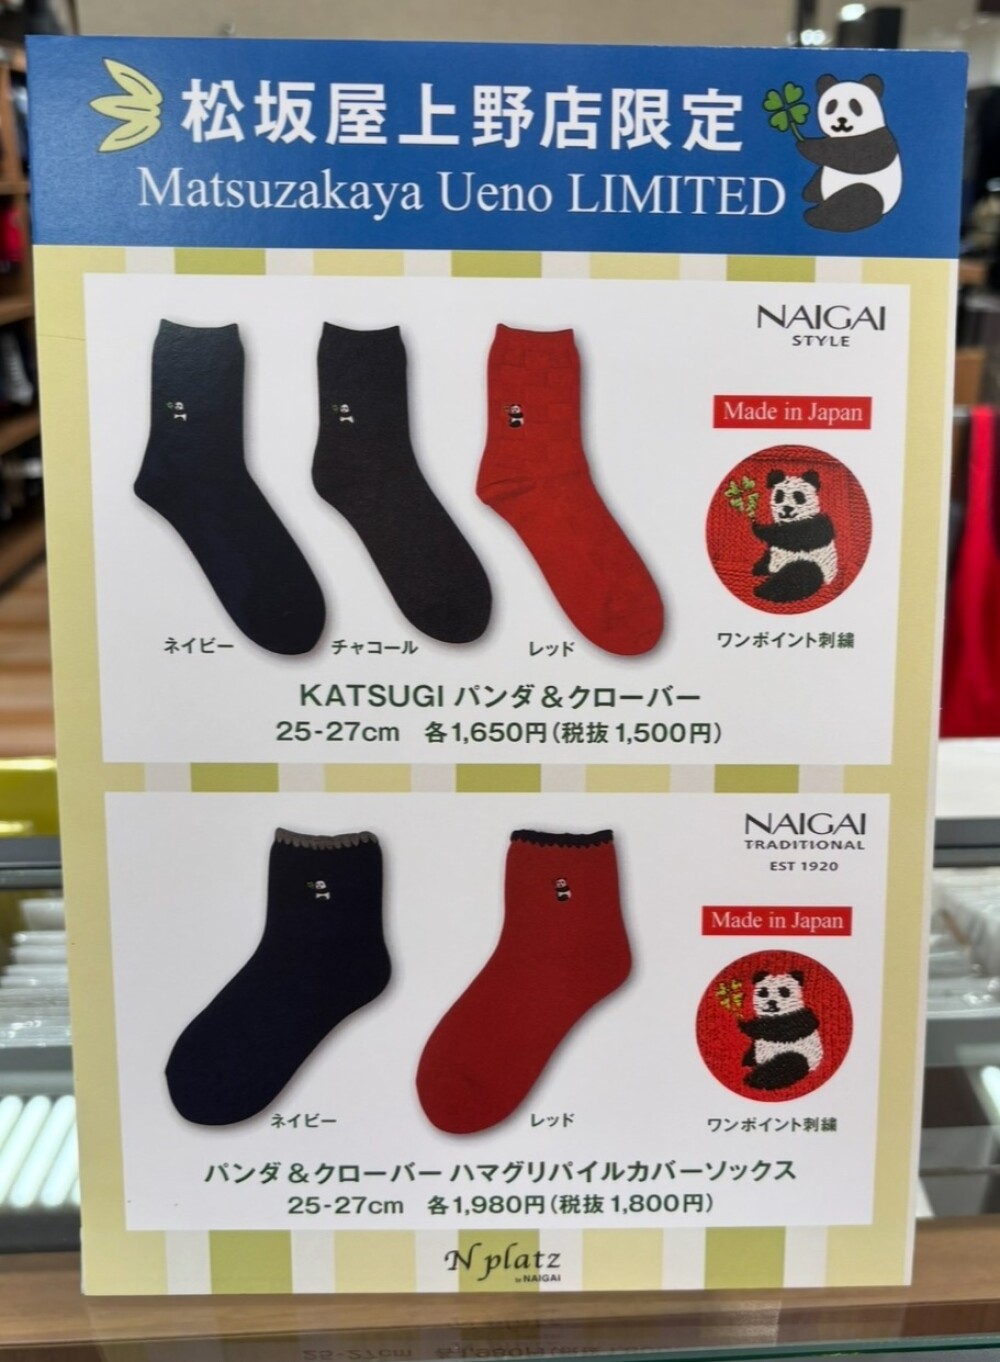 松坂屋上野店限定
Matsuzakaya Ueno LIMITED
NAIGAI
STYLE
Made in Japan
ワンポイント刺繍
ネイビー チャコール レッド
KATSUGI パンダ&クローバー
25-27cm 各1,650円(税抜1,500円)
NAIGAI
TRADITIONAL
EST 1920
Made in Japan
ワンポイント刺繍
ネイビー レッド
パンダ&クローバー ハマグリパイルカバーソックス
25-27cm 各1,980円(税抜1,800円)
N platz
by NAIGAI